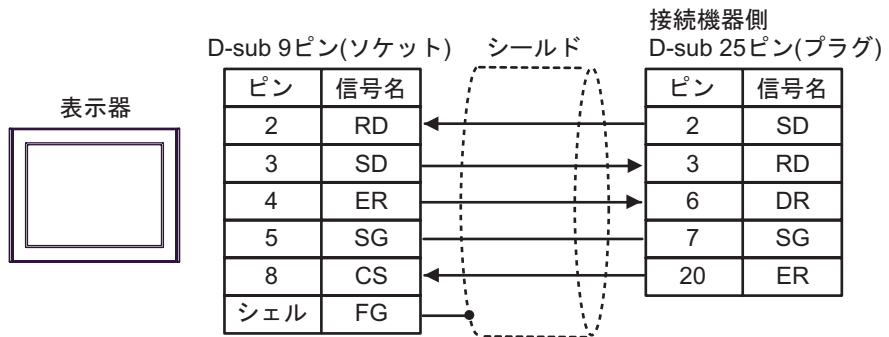 接続機器側
D-sub 9ピン(ソケット) シールド D-sub 25ピン(プラグ)
表示器
ピン 信号名 ピン 信号名
2 RD 2 SD
3 SD 3 RD
4 ER 6 DR
5 SG 7 SG
8 CS 20 ER
シェル FG